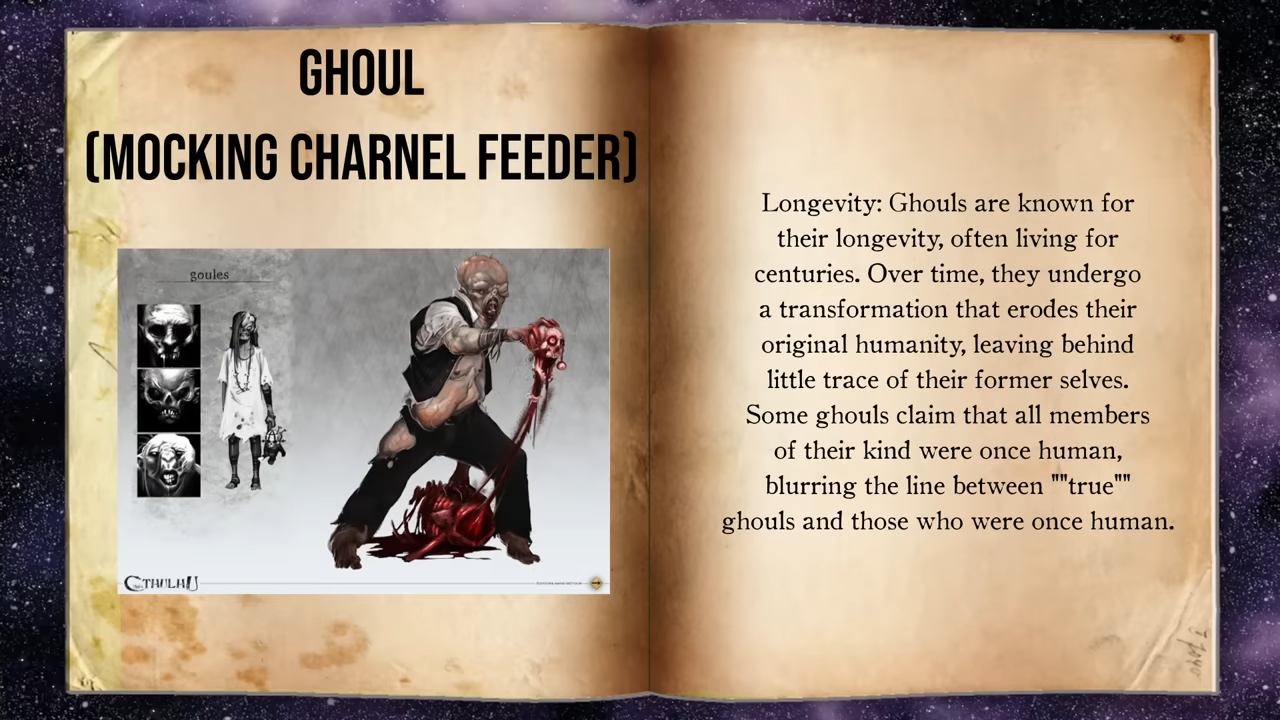 GHOUL
(MOCKING CHARNEL FEEDER)
goules
CTHULHU
Longevity: Ghouls are known for
their longevity, often living for
centuries. Over time, they undergo
a transformation that erodes their
original humanity, leaving behind
little trace of their former selves.
Some ghouls claim that all members
of their kind were once human,
blurring the line between ""true""
ghouls and those who were once human.